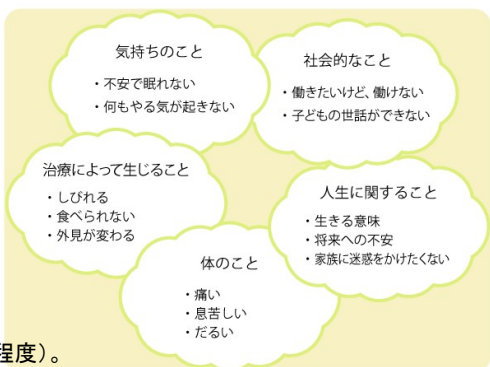 気持ちのこと
・不安で眠れない
・何もやる気が起きない
社会的なこと
・働きたいけど、働けない
・子どもの世話ができない
治療によって生じること
・しびれる
・食べられない
・外見が変わる
人生に関すること
・生きる意味
・将来への不安
・家族に迷惑をかけたくない
体のこと
・痛い
・息苦しい
・だるい
程度)。